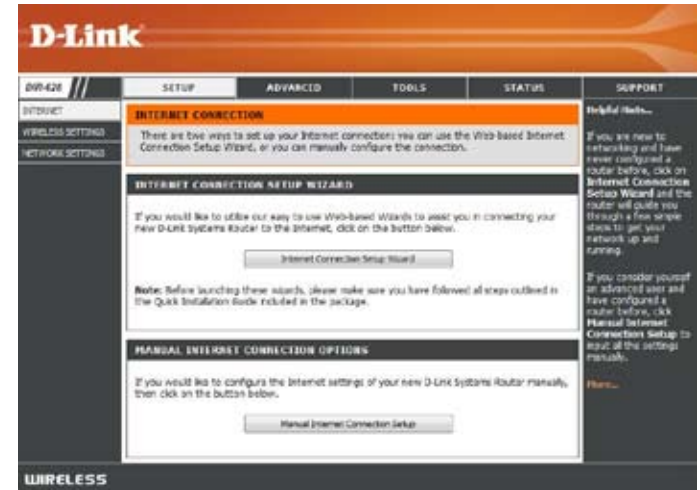 D-Link
DIR-628
SETUP
ADVANCED
TOOLS
STATUS
SUPPORT
INTERNET
WIRELESS SETTINGS
NETWORK SETTINGS
INTERNET CONNECTION
There are two ways to set up your Internet connection: you can use the Web-based Internet
Connection Setup Wizard, or you can manually configure the connection.
INTERNET CONNECTION SETUP WIZARD
If you would like to utilize our easy to use Web-based Wizards to assist you in connecting your
new D-Link Systems Router to the Internet, click on the button below.
Internet Connection Setup Wizard
Note: Before launching these wizards, please make sure you have followed all steps outlined in
the Quick Installation Guide included in the package.
MANUAL INTERNET CONNECTION OPTIONS
If you would like to configure the Internet settings of your new D-Link Systems Router manually,
then click on the button below.
Manual Internet Connection Setup
Helpful Hints...
If you are new to
networking and have
never configured a
router before, click on
Internet Connection
Setup Wizard and the
router will guide you
through a few simple
steps to get your
network up and
running.
If you consider yourself
an advanced user and
have configured a
router before, click
Manual Internet
Connection Setup to
input all the settings
manually.
More...
WIRELESS